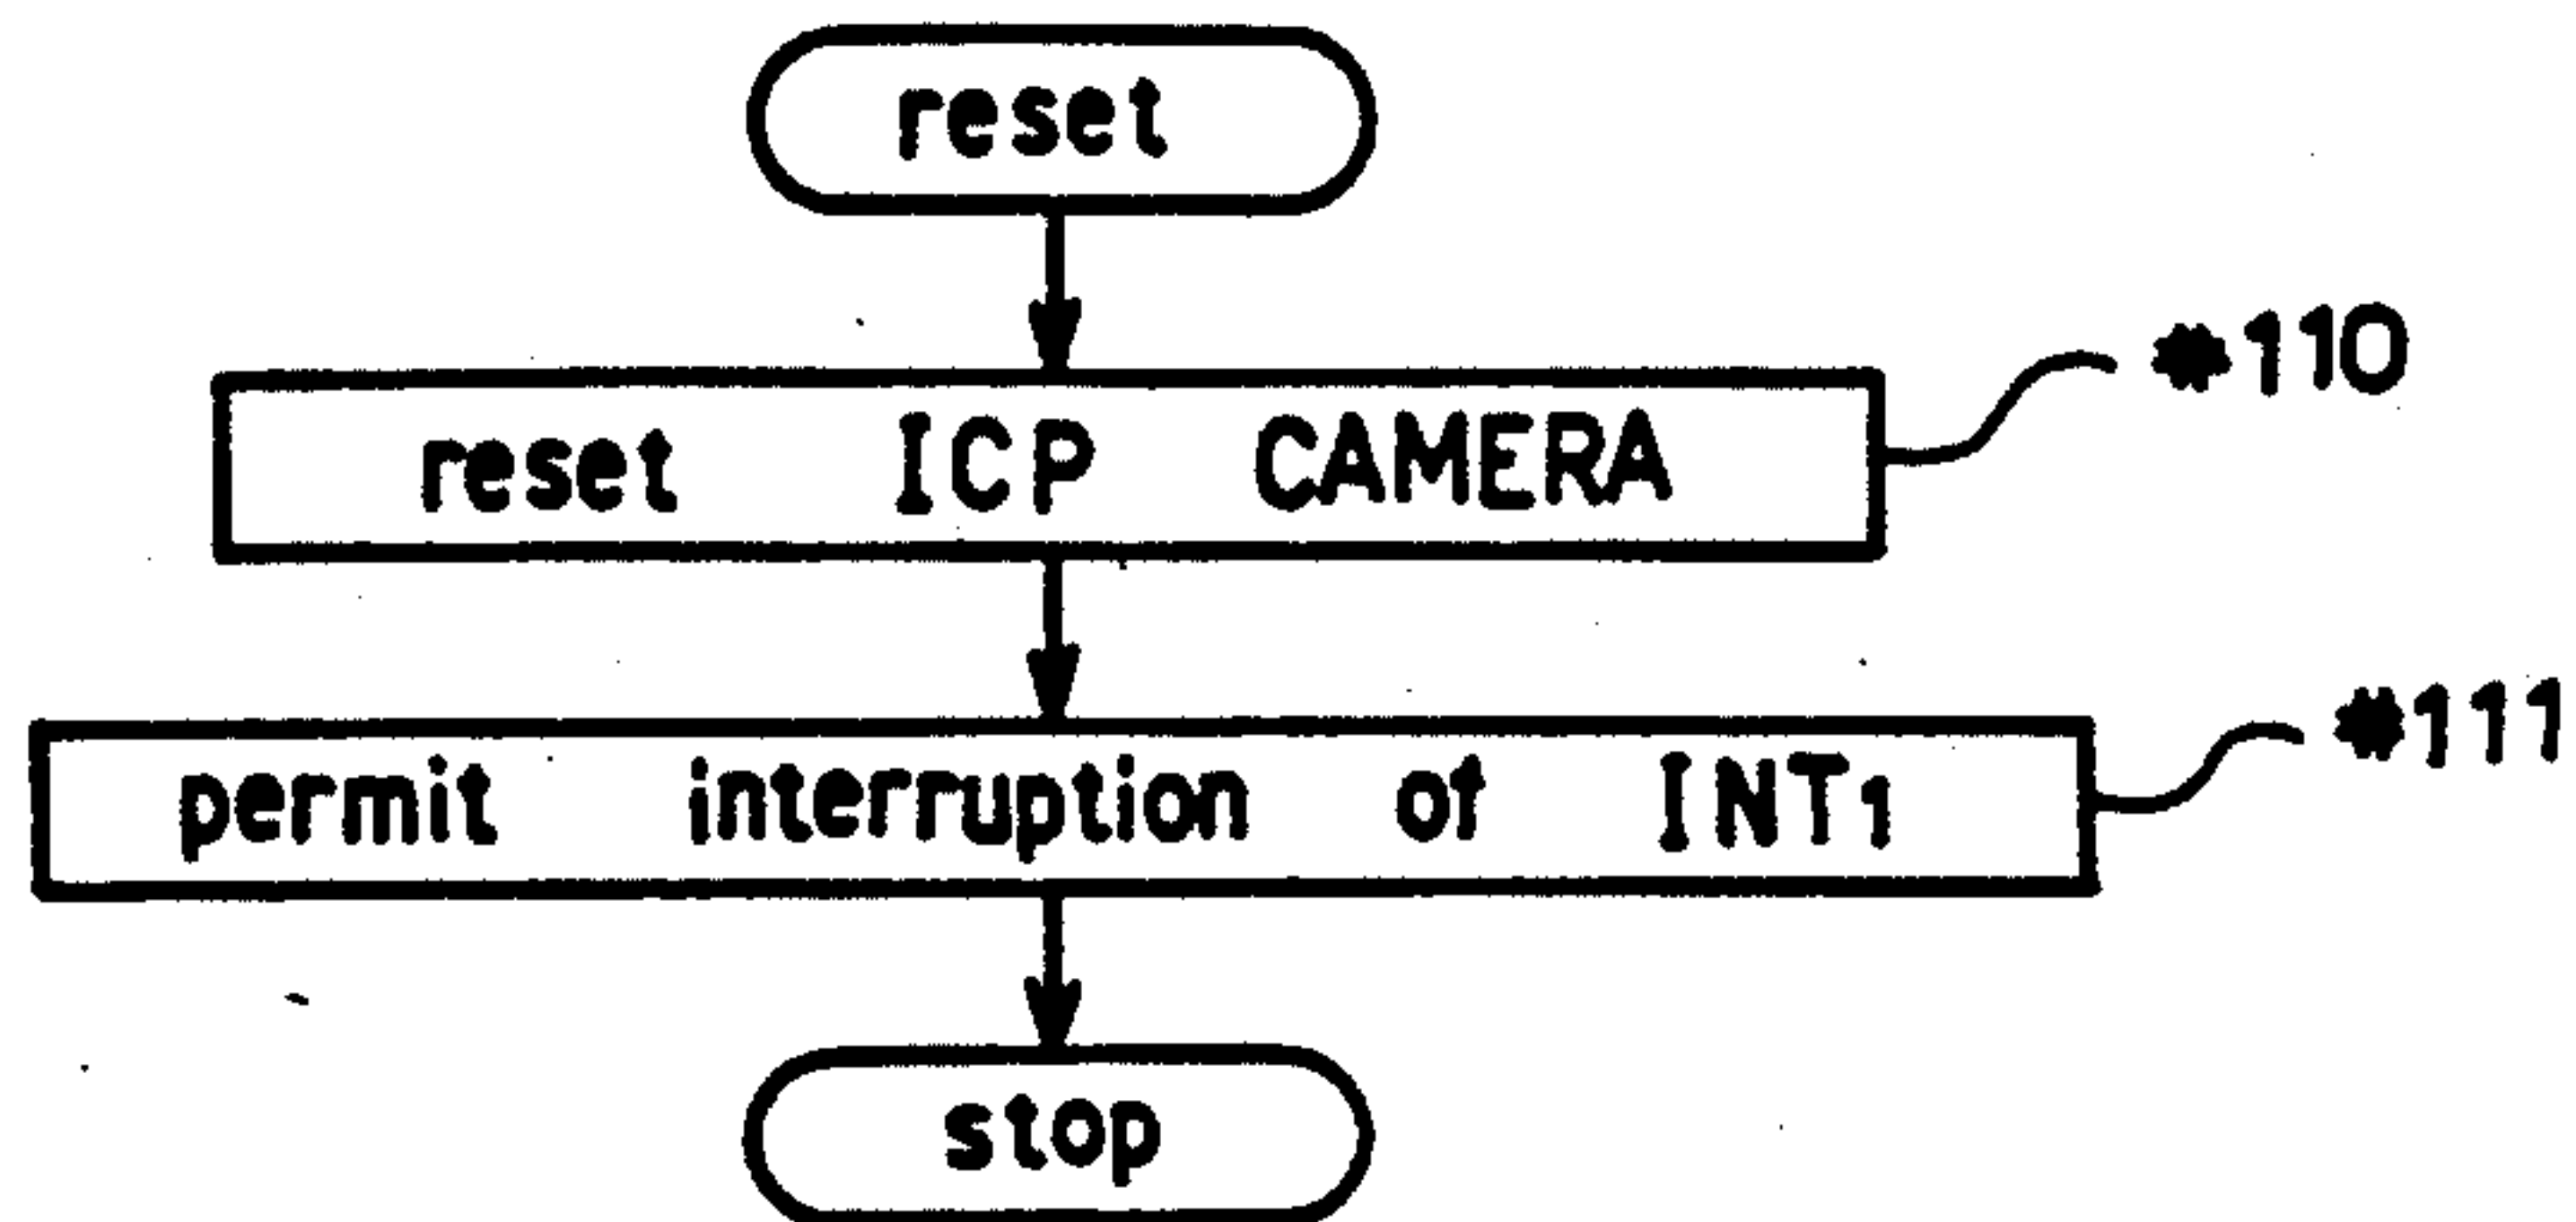 reset
reset ICP CAMERA
*110
permit interruption of INT1
*111
stop